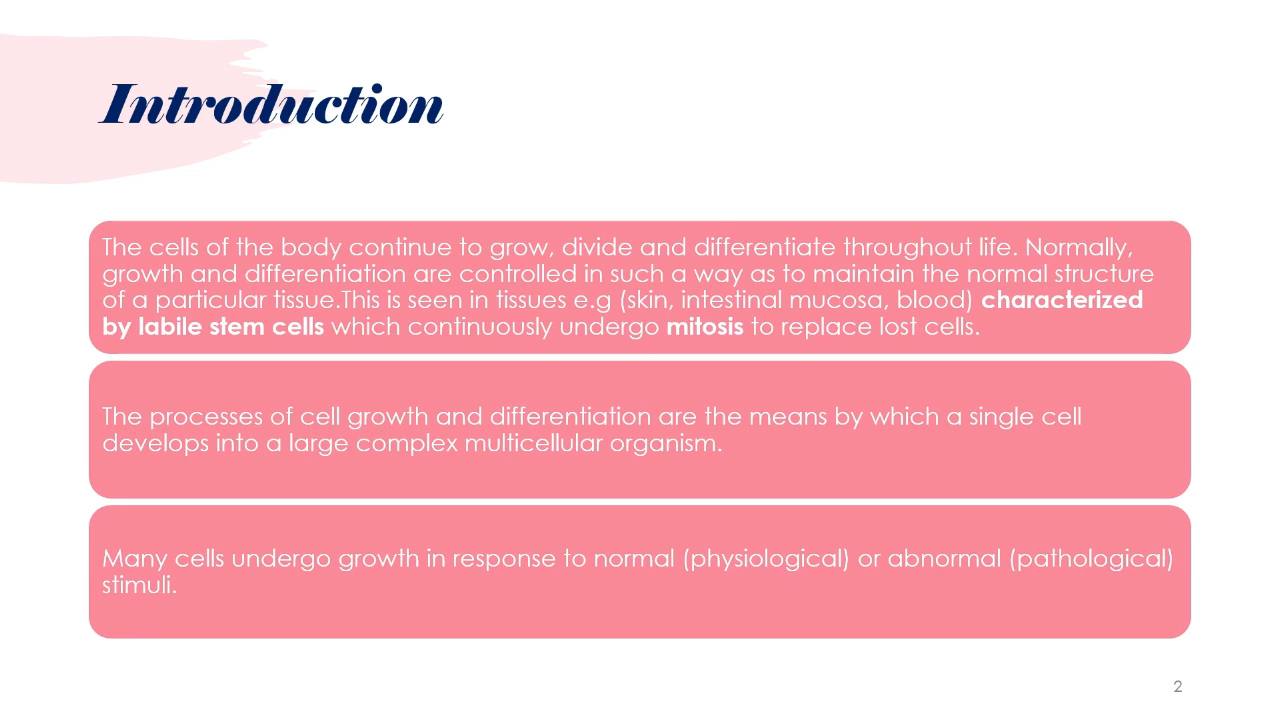 Introduction
The cells of the body continue to grow, divide and differentiate throughout life. Normally,
growth and differentiation are controlled in such a way as to maintain the normal structure
of a particular tissue.This is seen in tissues e.g (skin, intestinal mucosa, blood) characterized
by labile stem cells which continuously undergo mitosis to replace lost cells.
The processes of cell growth and differentiation are the means by which a single cell
develops into a large complex multicellular organism.
Many cells undergo growth in response to normal (physiological) or abnormal (pathological)
stimuli.
2